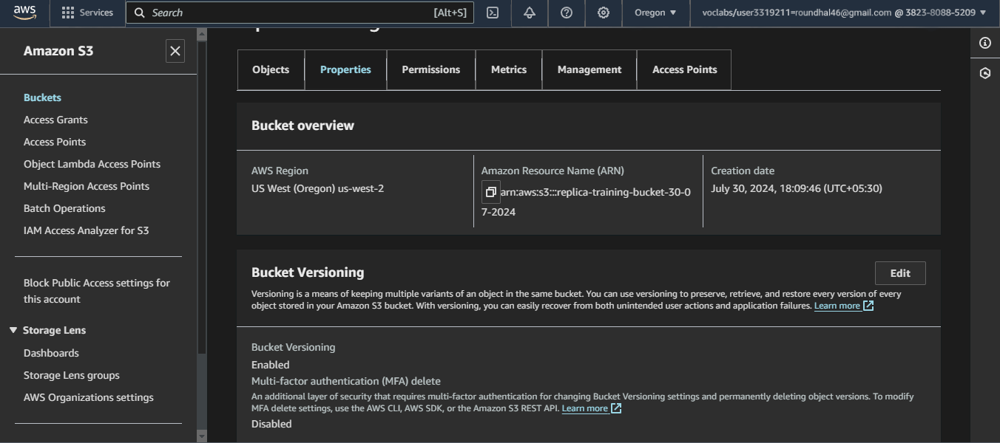 aws
Services
Search
[Alt+S]
Oregon
voclabs/user3319211=roundhal46@gmail.com @ 3823-8088-5209
Amazon S3
Buckets
Access Grants
Access Points
Object Lambda Access Points
Multi-Region Access Points
Batch Operations
IAM Access Analyzer for S3
Block Public Access settings for
this account
Storage Lens
Dashboards
Storage Lens groups
AWS Organizations settings
Objects
Properties
Permissions
Metrics
Management
Access Points
Bucket overview
AWS Region
US West (Oregon) us-west-2
Amazon Resource Name (ARN)
arn:aws:s3:::replica-training-bucket-30-0
7-2024
Creation date
July 30, 2024, 18:09:46 (UTC+05:30)
Bucket Versioning
Edit
Versioning is a means of keeping multiple variants of an object in the same bucket. You can use versioning to preserve, retrieve, and restore every version of every
object stored in your Amazon S3 bucket. With versioning, you can easily recover from both unintended user actions and application failures. Learn more
Bucket Versioning
Enabled
Multi-factor authentication (MFA) delete
An additional layer of security that requires multi-factor authentication for changing Bucket Versioning settings and permanently deleting object versions. To modify
MFA delete settings, use the AWS CLI, AWS SDK, or the Amazon S3 REST API. Learn more
Disabled